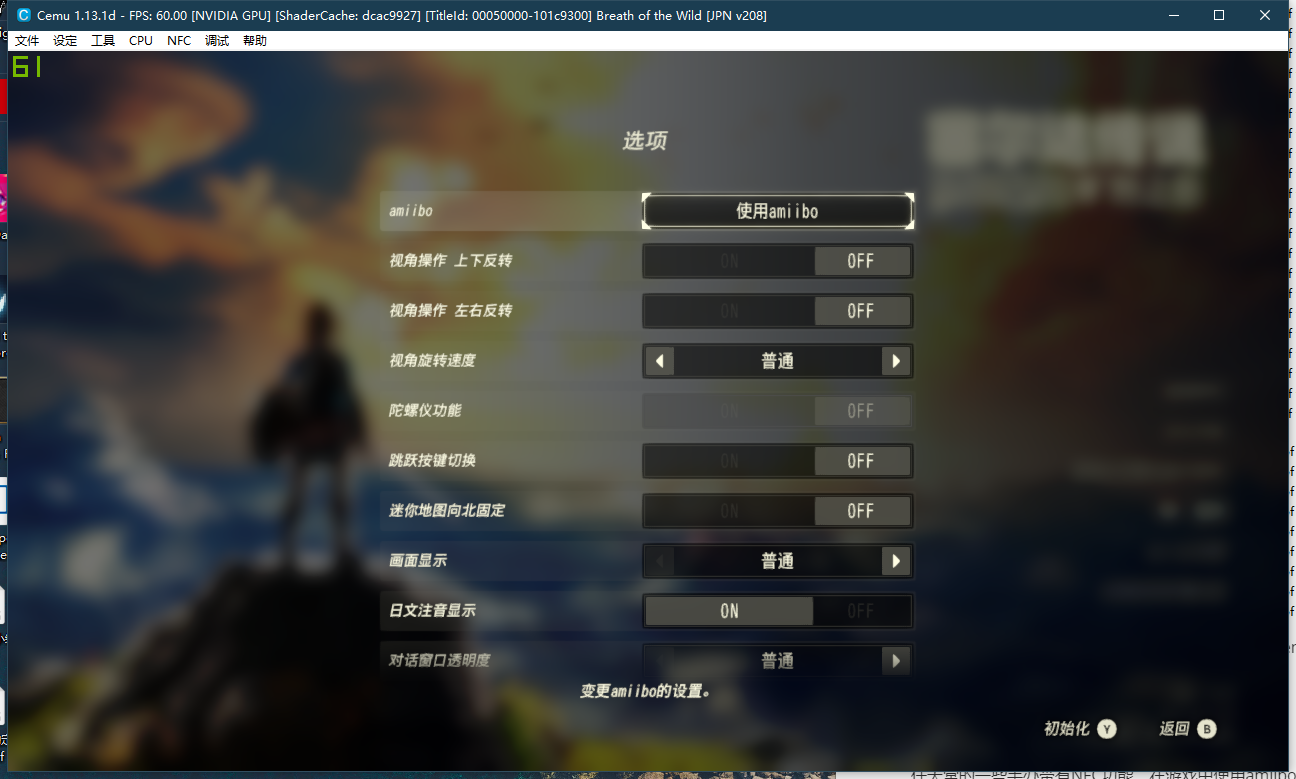 Cemu 1.13.1d - FPS: 60.00 [NVIDIA GPU] [ShaderCache: dcac9927] [TitleId: 00050000-101c9300] Breath of the Wild [JPN v208]
文件 设定 工具 CPU NFC 调试 帮助
61
选项
amiibo 使用amiibo
视角操作 上下反转 ON OFF
视角操作 左右反转 ON OFF
视角旋转速度 普通
陀螺仪功能 ON OFF
跳跃按键切换 ON OFF
迷你地图向北固定 ON OFF
画面显示 普通
日文注音显示 ON OFF
对话窗口透明度 普通
变更amiibo的设置。
初始化 Y 返回 B